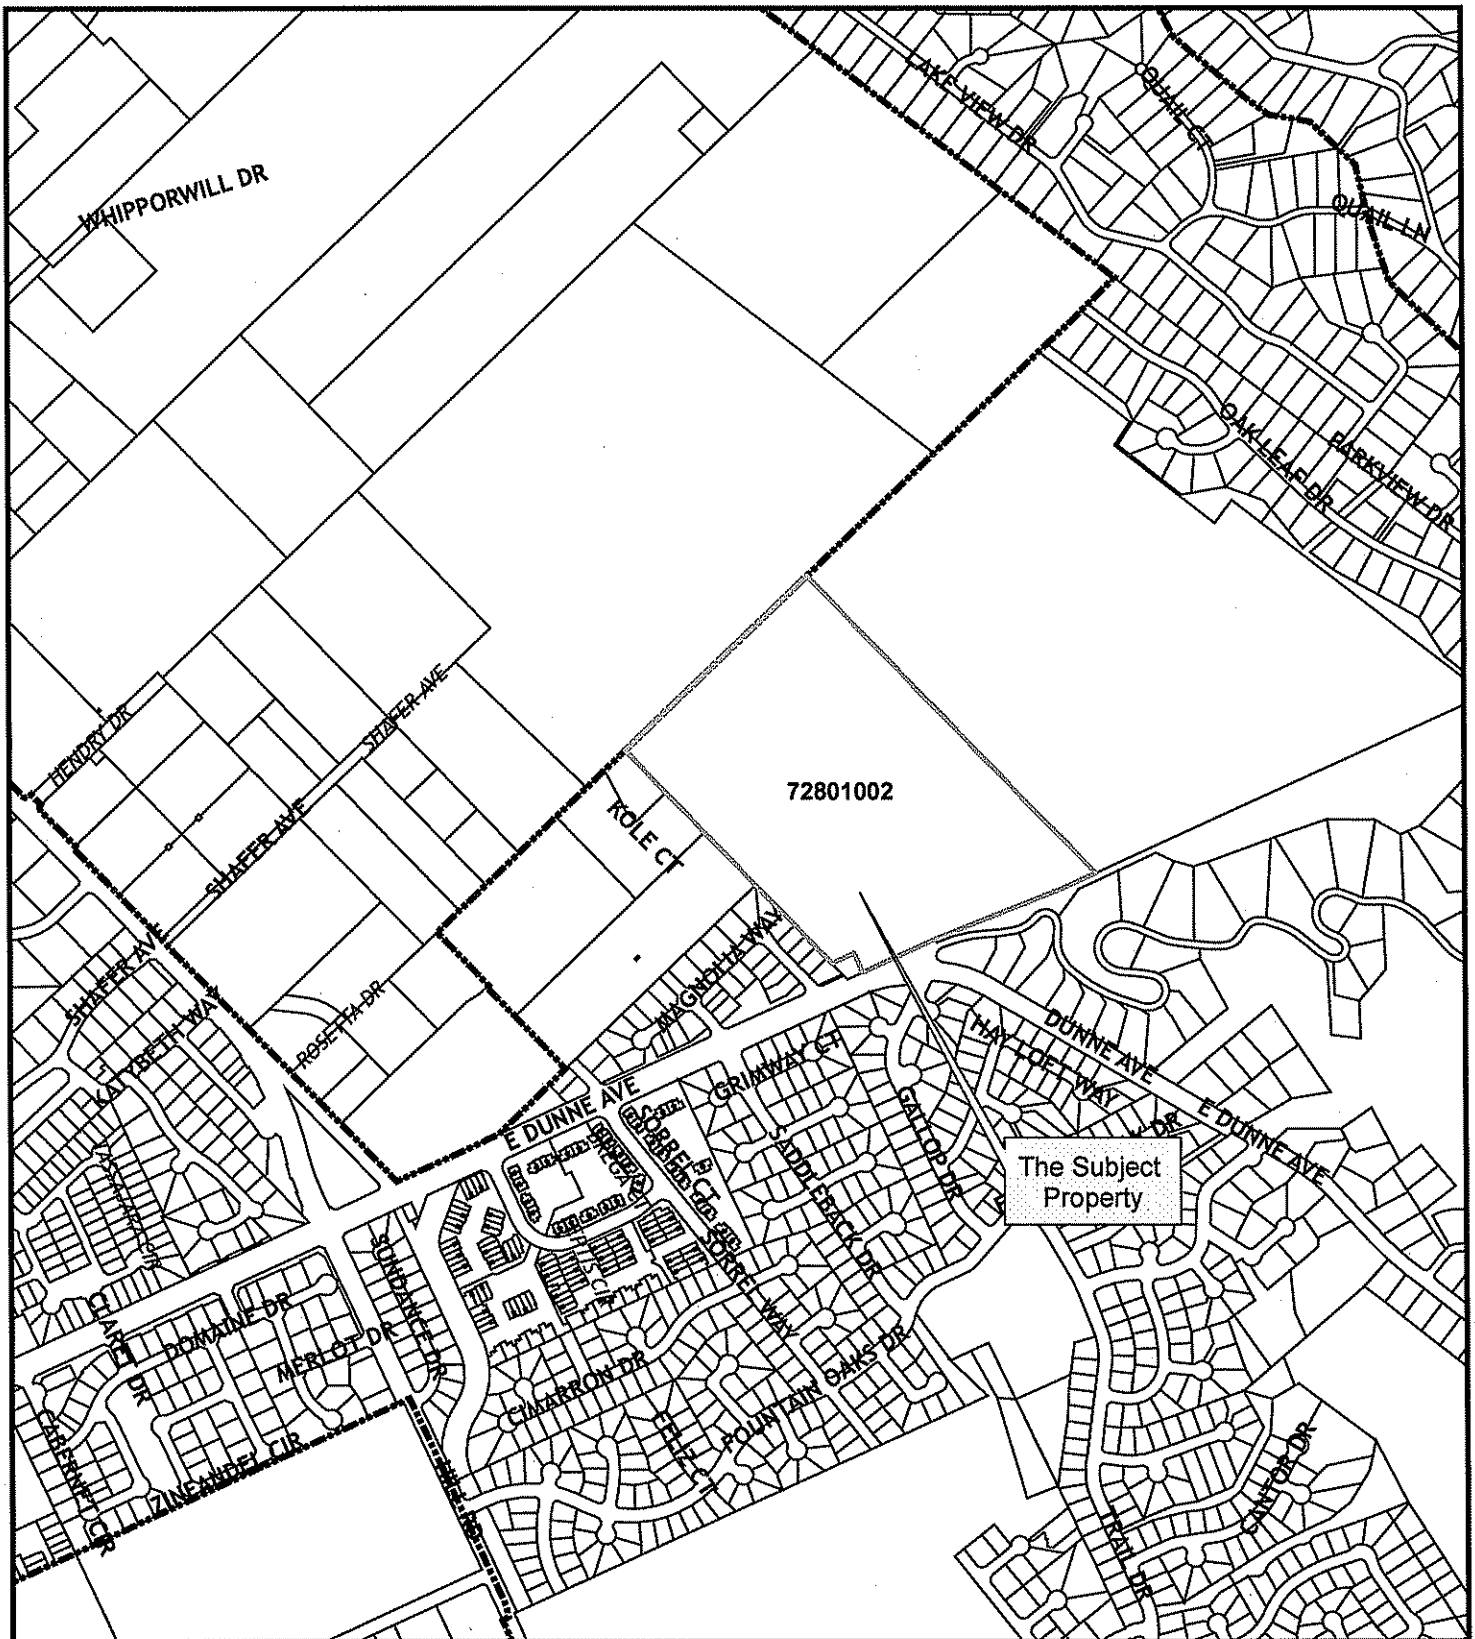 LAKE VIEW DR
QUAIL CT
WHIPPORWILL DR
QUAIL LN
OAK LEAF DR
PARKVIEW DR
SHAFER AVE
HENDRY DR
72801002
KOLE CT
SHAFER AVE
MAGNOLIA WAY
SHAFER AVE
ROSETTA DR
KATYBETH WAY
DUNNE AVE
HAY LOFT WAY
GRIMWAY CT
E DUNNE AVE
E DUNNE AVE
SORREL CT
GALLOP DR
SADDLEBACK DR
DR
The Subject
Property
SUNDANCE DR
SORREL WAY
CLARET DR
DOMAINE DR
MERLOT DR
CIMARRON DR
FOUNTAIN OAKS DR
CABERNET CIR
ZINFANDEL CIR
CANTOR DR
TRAIL DR